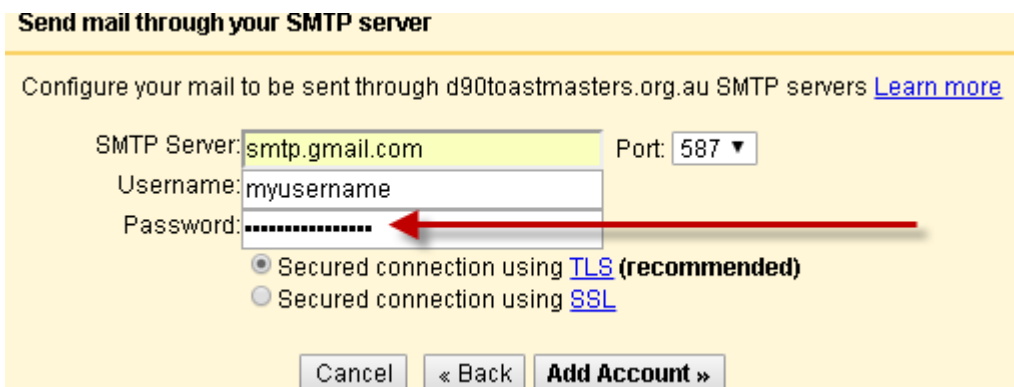 Send mail through your SMTP server
Configure your mail to be sent through d90toastmasters.org.au SMTP servers Learn more
SMTP Server: smtp.gmail.com Port: 587 ▼
Username: myusername
Password: ••••••••••••••••
Secured connection using TLS (recommended)
Secured connection using SSL
Cancel « Back Add Account »